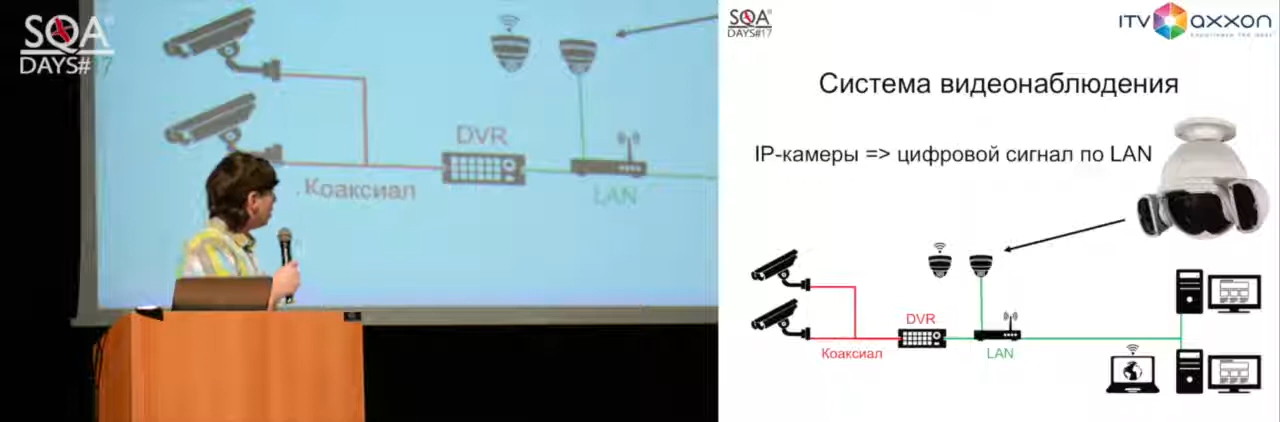 SQA
DAYS#17
DVR
Коаксиал
LAN
SQA
DAYS#17
ITV AXXON
Система видеонаблюдения
IP-камеры => цифровой сигнал по LAN
DVR
Коаксиал
LAN